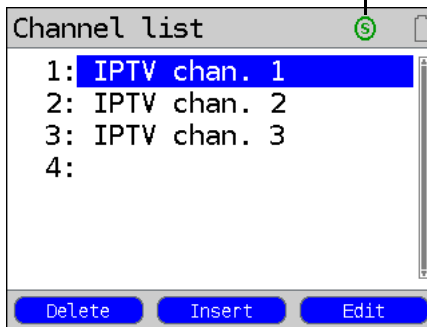 Channel list S
1: IPTV chan. 1
2: IPTV chan. 2
3: IPTV chan. 3
4:
Delete Insert Edit